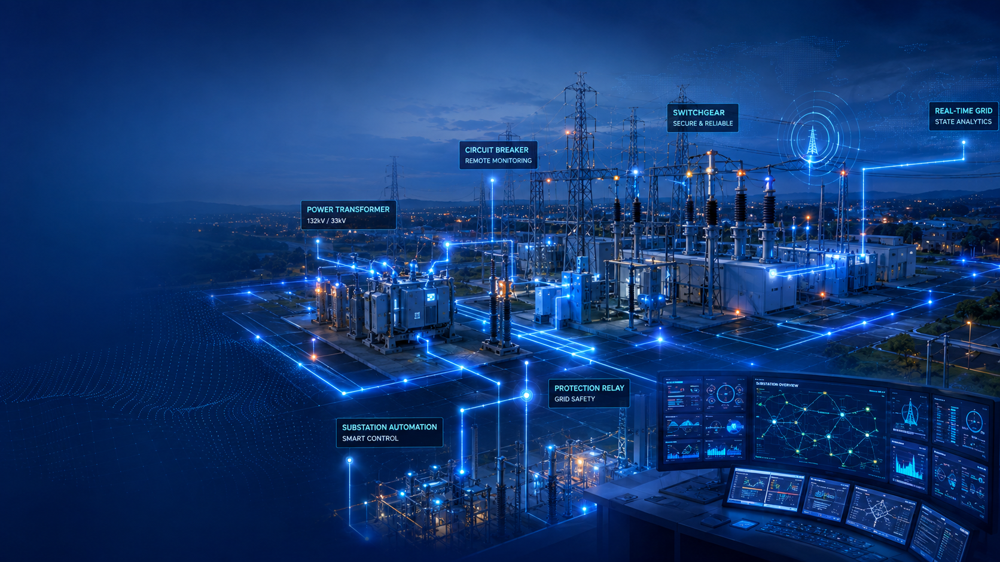 SWITCHGEAR
SECURE & RELIABLE
REAL-TIME GRID
STATE ANALYTICS
CIRCUIT BREAKER
REMOTE MONITORING
POWER TRANSFORMER
132kV / 33kV
PROTECTION RELAY
GRID SAFETY
SUBSTATION OVERVIEW
SUBSTATION AUTOMATION
SMART CONTROL